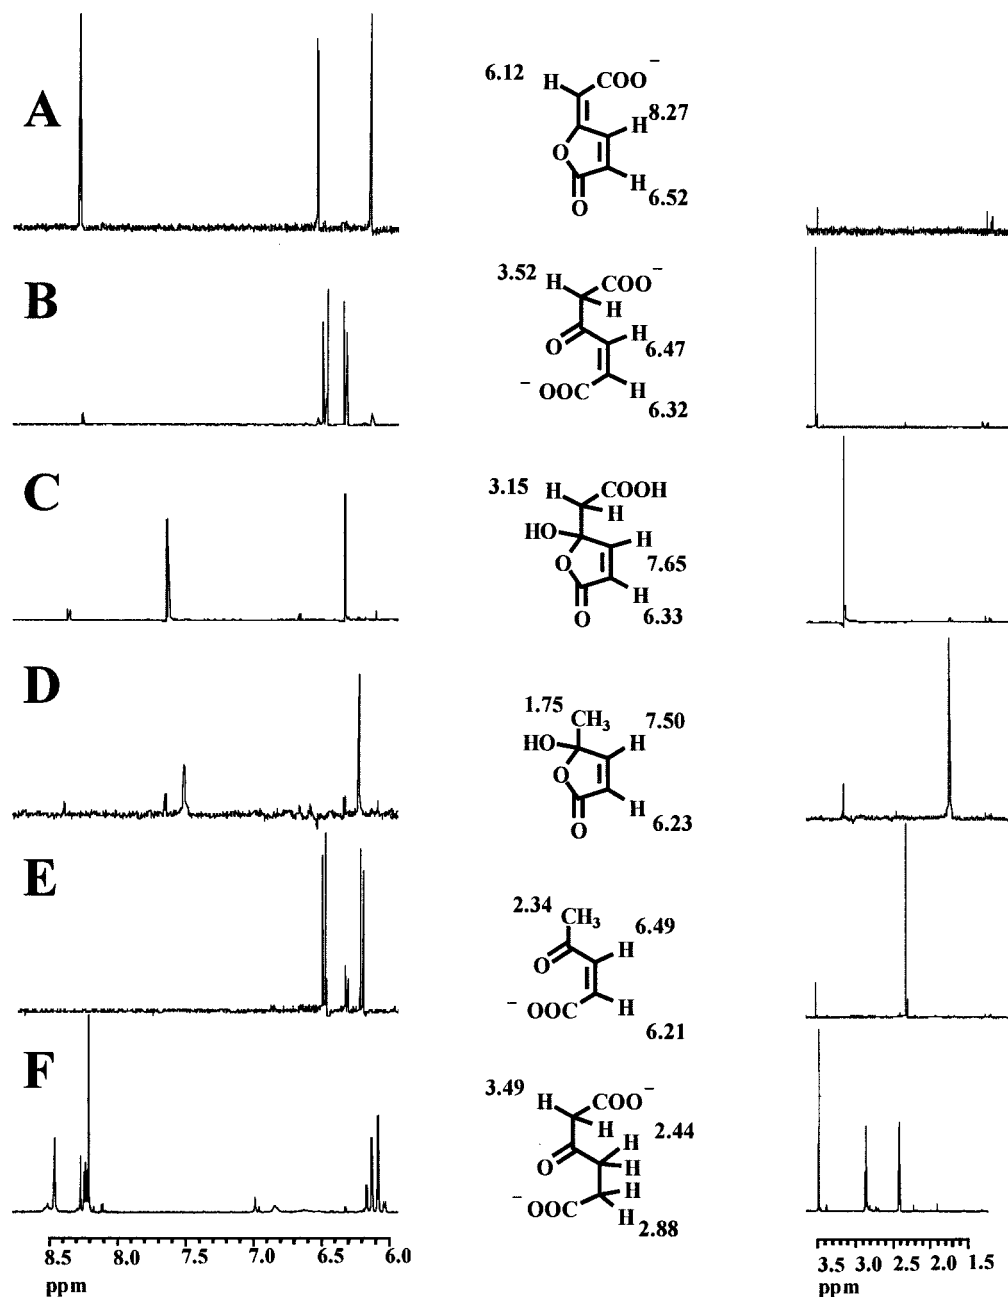 A
6.12 H COO⁻
H 8.27
O
H
O 6.52
B
3.52 H COO⁻
H
O H 6.47
⁻OOC H
6.32
C
3.15 H COOH
H
HO H
O 7.65
H
O 6.33
D
1.75 CH₃ 7.50
HO H
O
H
O 6.23
E
2.34 CH₃ 6.49
H
O
⁻OOC H
6.21
F
3.49 H COO⁻
H 2.44
H
O H
H
⁻OOC H
2.88
8.5 8.0 7.5 7.0 6.5 6.0
3.5 3.0 2.5 2.0 1.5
ppm
ppm